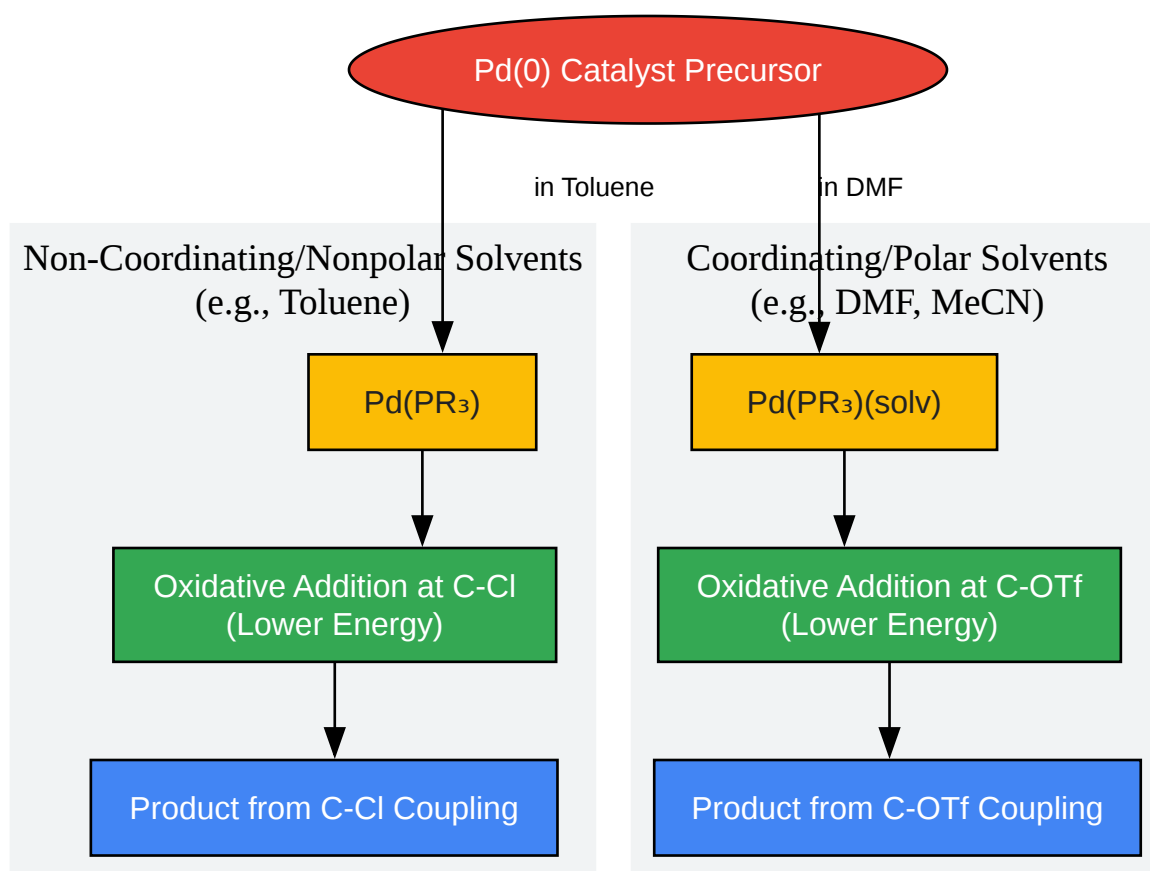 Pd(0) Catalyst Precursor
in Toluene
in DMF
Non-Coordinating/Nonpolar Solvents
(e.g., Toluene)
Pd(PR₃)
Oxidative Addition at C-Cl
(Lower Energy)
Product from C-Cl Coupling
Coordinating/Polar Solvents
(e.g., DMF, MeCN)
Pd(PR₃)(solv)
Oxidative Addition at C-OTf
(Lower Energy)
Product from C-OTf Coupling